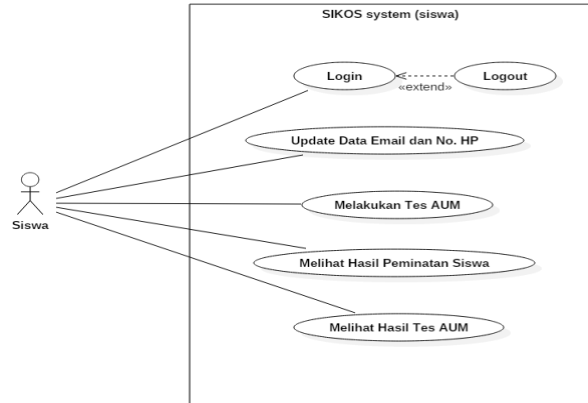 SIKOS system (siswa)
Login
Logout
«extend»
Update Data Email dan No. HP
Melakukan Tes AUM
Siswa
Melihat Hasil Peminatan Siswa
Melihat Hasil Tes AUM